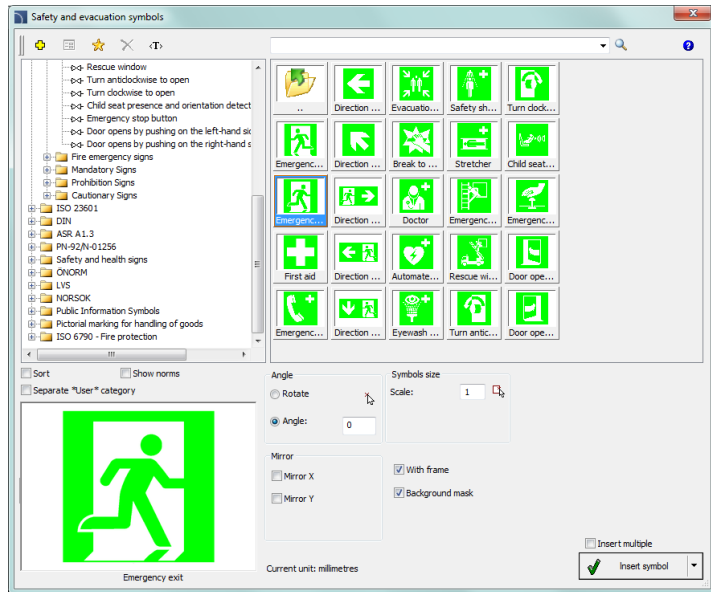 Safety and evacuation symbols
Rescue window
Turn anticlockwise to open
Turn clockwise to open
Child seat presence and orientation detect
Emergency stop button
Door opens by pushing on the left-hand sid
Door opens by pushing on the right-hand s
Fire emergency signs
Mandatory Signs
Prohibition Signs
Cautionary Signs
ISO 23601
DIN
ASR A1.3
PN-92/N-01256
Safety and health signs
ÖNORM
LVS
NORSOK
Public Information Symbols
Pictorial marking for handling of goods
ISO 6790 - Fire protection
.. Direction ... Evacuatio... Safety sh... Turn clock...
Emergenc... Direction ... Break to ... Stretcher Child seat...
Emergenc... Direction ... Doctor Emergenc... Emergenc...
First aid Direction ... Automate... Rescue wi... Door ope...
Emergenc... Direction ... Eyewash ... Turn antic... Door ope...
Sort Show norms
Separate "User" category
Emergency exit
Angle
Rotate
Angle: 0
Symbols size
Scale: 1
Mirror
Mirror X
Mirror Y
With frame
Background mask
Current unit: millimetres
Insert multiple
Insert symbol